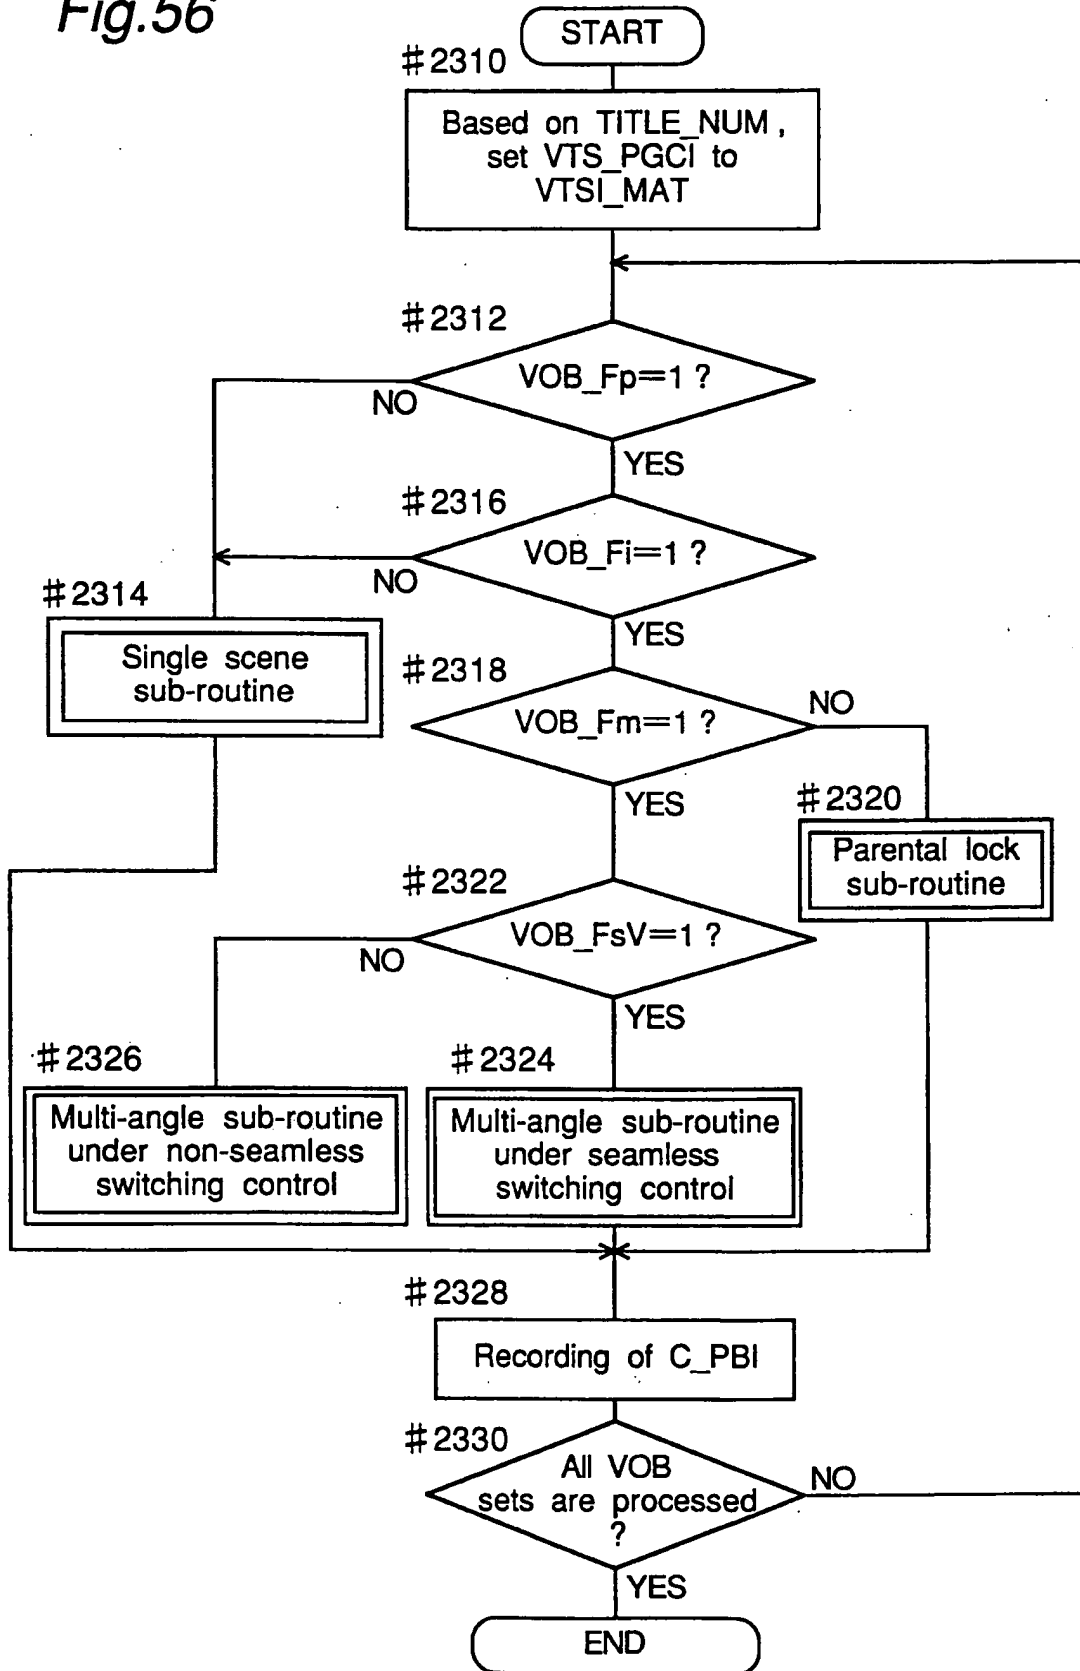 Fig.56
START
#2310
Based on TITLE_NUM,
set VTS_PGCI to
VTSI_MAT
#2312
VOB_Fp=1 ?
NO
YES
#2316
VOB_Fi=1 ?
NO
YES
#2314
Single scene
sub-routine
#2318
VOB_Fm=1 ?
NO
YES
#2320
Parental lock
sub-routine
#2322
VOB_FsV=1 ?
NO
YES
#2326
Multi-angle sub-routine
under non-seamless
switching control
#2324
Multi-angle sub-routine
under seamless
switching control
#2328
Recording of C_PBI
#2330
All VOB
sets are processed
?
NO
YES
END